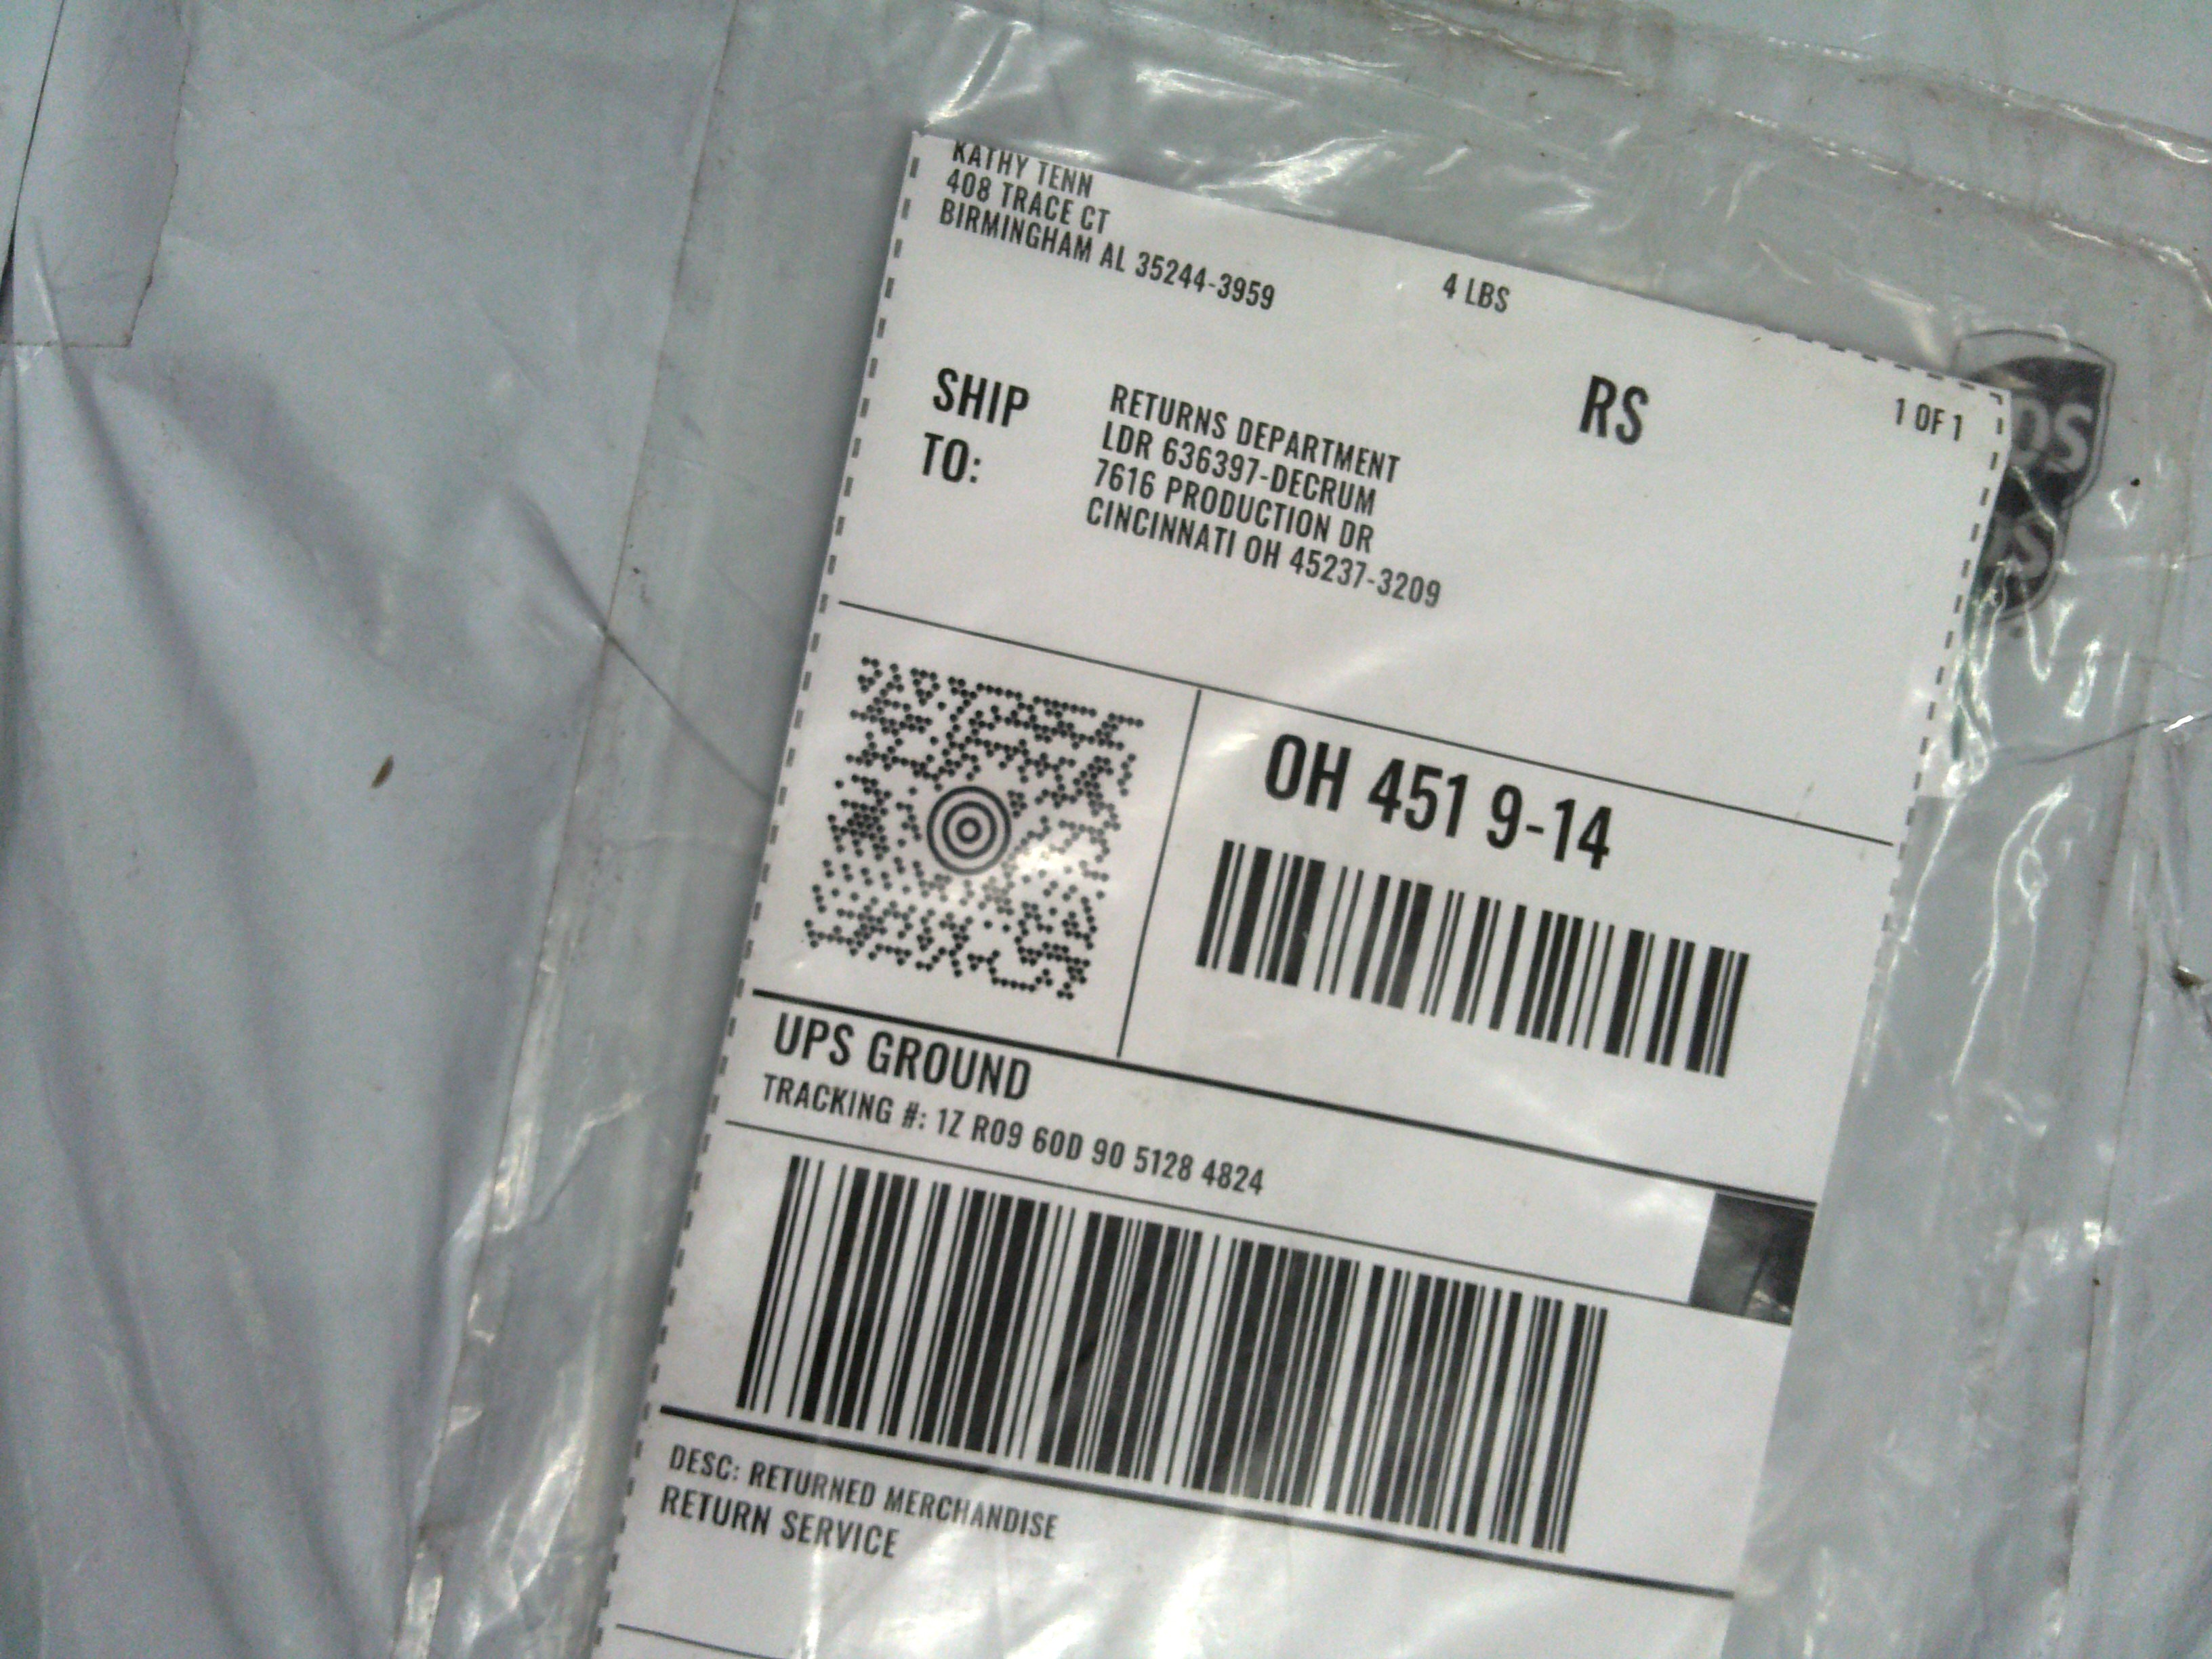 KATHY TENN
408 TRACE CT
BIRMINGHAM AL 35244-3959
4 LBS
RS
1 OF 1
SHIP
TO:
RETURNS DEPARTMENT
LDR 636397-DECRUM
7616 PRODUCTION DR
CINCINNATI OH 45237-3209
OH 451 9-14
UPS GROUND
TRACKING #: 1Z R09 60D 90 5128 4824
DESC: RETURNED MERCHANDISE
RETURN SERVICE